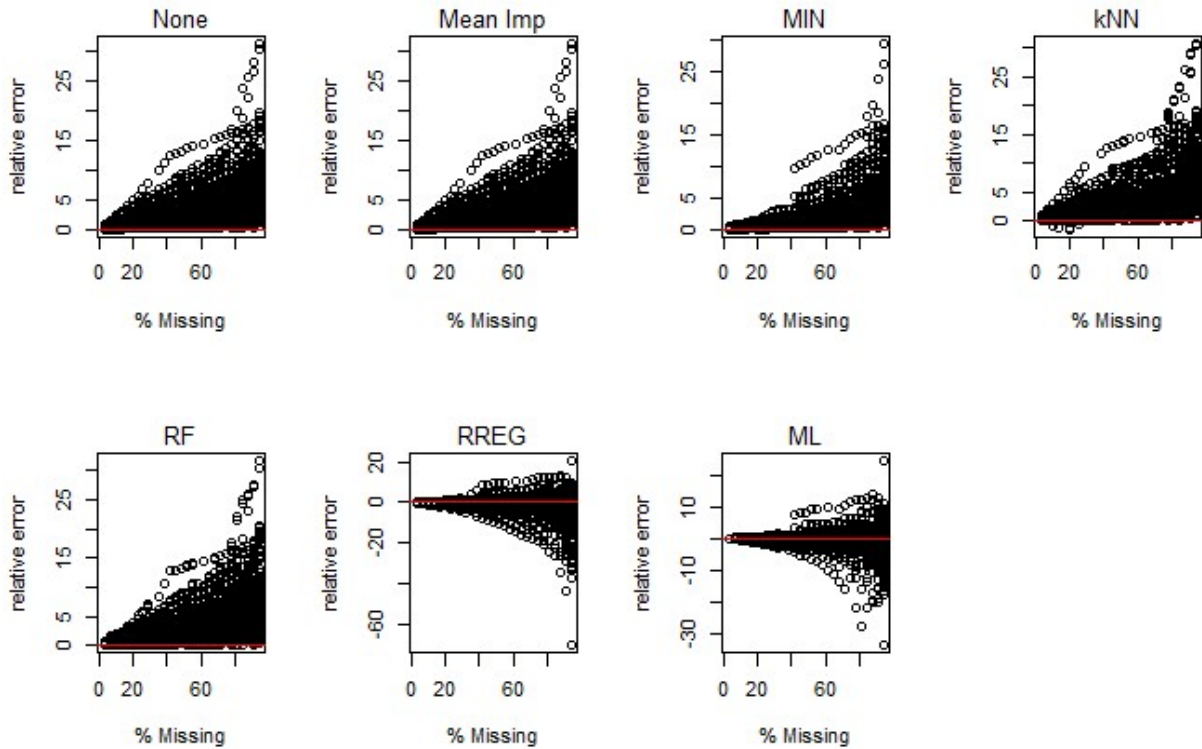 None
relative error
25
15
5
0
0 20 60
% Missing
Mean Imp
relative error
25
15
5
0
0 20 60
% Missing
MIN
relative error
25
15
5
0
0 20 60
% Missing
kNN
relative error
25
15
5
0
0 20 60
% Missing
RF
relative error
25
15
5
0
0 20 60
% Missing
RREG
relative error
20
0
-20
-60
0 20 60
% Missing
ML
relative error
10
-10
-30
0 20 60
% Missing